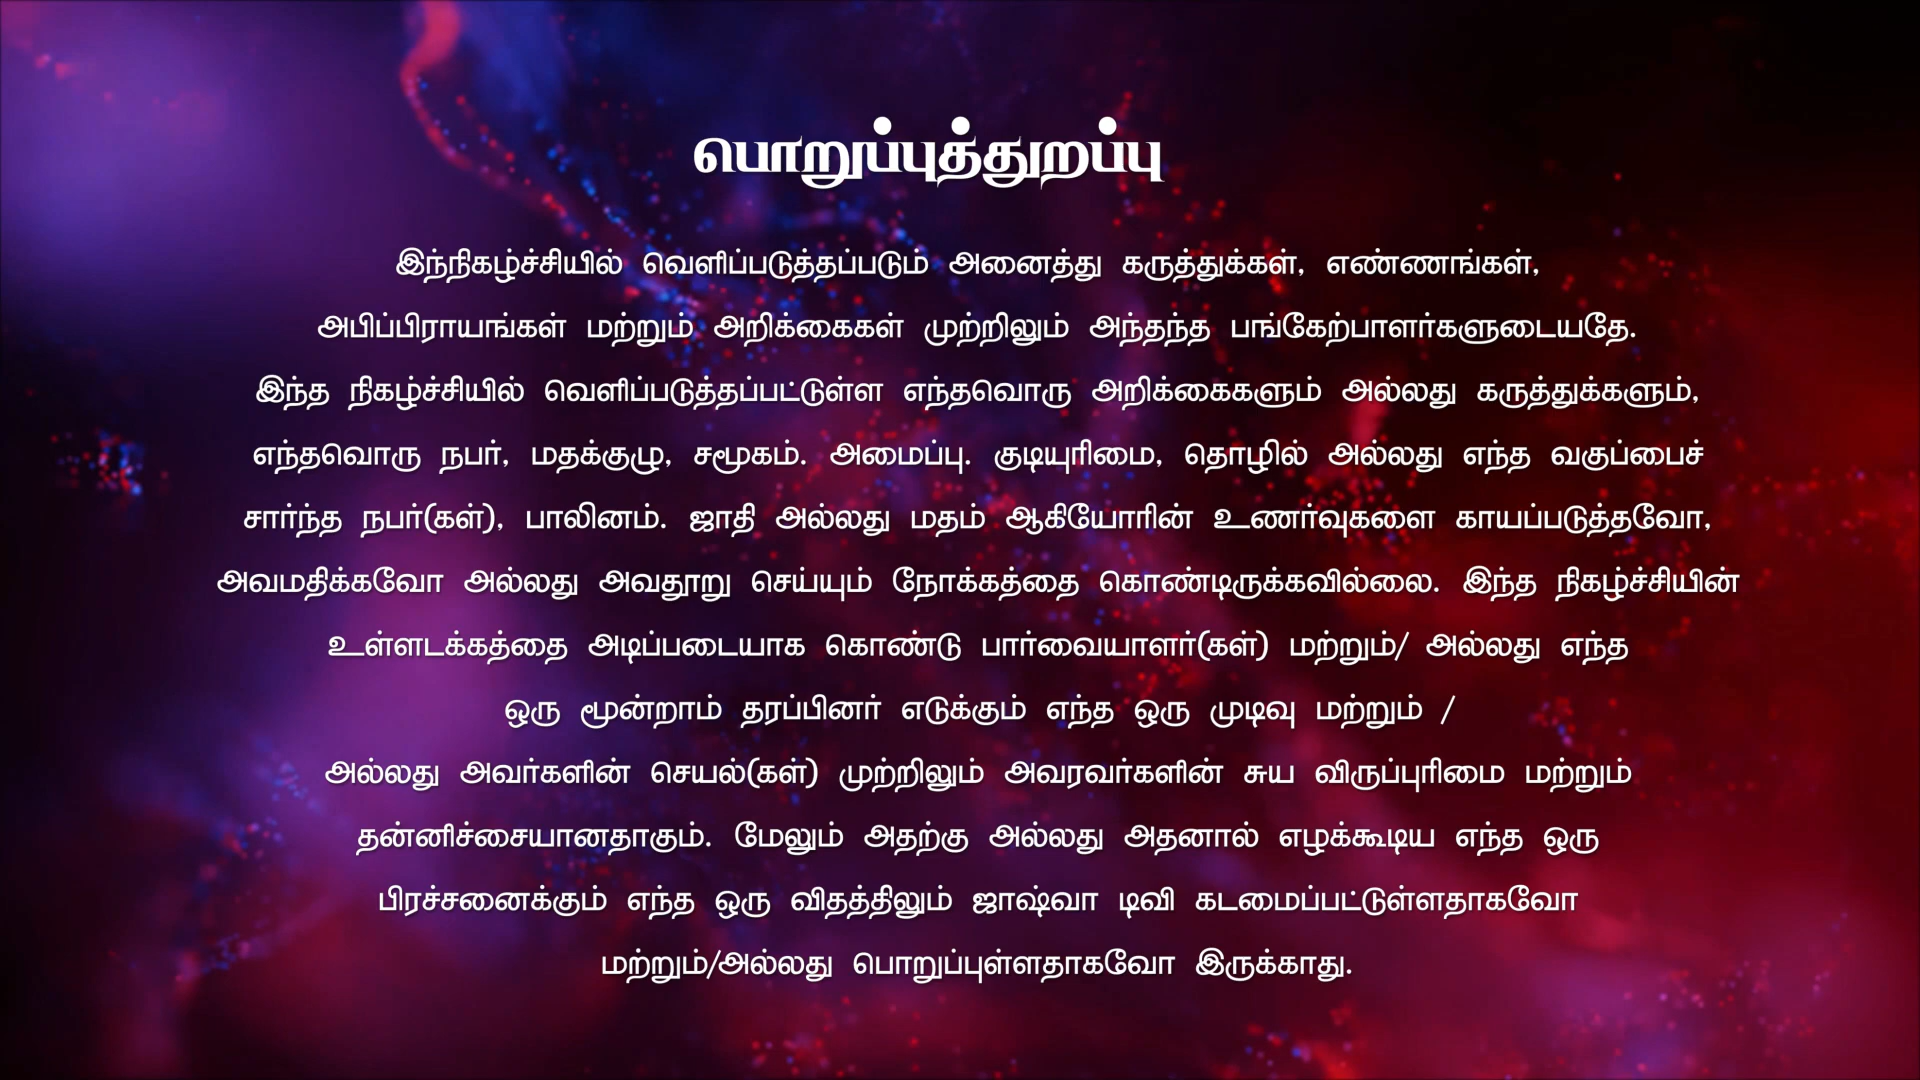 பொறுப்புத்துறப்பு
இந்நிகழ்ச்சியில் வெளிப்படுத்தப்படும் அனைத்து கருத்துக்கள், எண்ணங்கள்,
அபிப்பிராயங்கள் மற்றும் அறிக்கைகள் முற்றிலும் அந்தந்த பங்கேற்பாளர்களுடையதே.
இந்த நிகழ்ச்சியில் வெளிப்படுத்தப்பட்டுள்ள எந்தவொரு அறிக்கைகளும் அல்லது கருத்துக்களும்,
எந்தவொரு நபர், மதக்குழு, சமூகம். அமைப்பு. குடியுரிமை, தொழில் அல்லது எந்த வகுப்பைச்
சார்ந்த நபர்(கள்), பாலினம். ஜாதி அல்லது மதம் ஆகியோரின் உணர்வுகளை காயப்படுத்தவோ,
அவமதிக்கவோ அல்லது அவதூறு செய்யும் நோக்கத்தை கொண்டிருக்கவில்லை. இந்த நிகழ்ச்சியின்
உள்ளடக்கத்தை அடிப்படையாக கொண்டு பார்வையாளர்(கள்) மற்றும்/ அல்லது எந்த
ஒரு மூன்றாம் தரப்பினர் எடுக்கும் எந்த ஒரு முடிவு மற்றும் /
அல்லது அவர்களின் செயல்(கள்) முற்றிலும் அவரவர்களின் சுய விருப்புரிமை மற்றும்
தன்னிச்சையானதாகும். மேலும் அதற்கு அல்லது அதனால் எழக்கூடிய எந்த ஒரு
பிரச்சனைக்கும் எந்த ஒரு விதத்திலும் ஜாஷ்வா டிவி கடமைப்பட்டுள்ளதாகவோ
மற்றும்/அல்லது பொறுப்புள்ளதாகவோ இருக்காது.